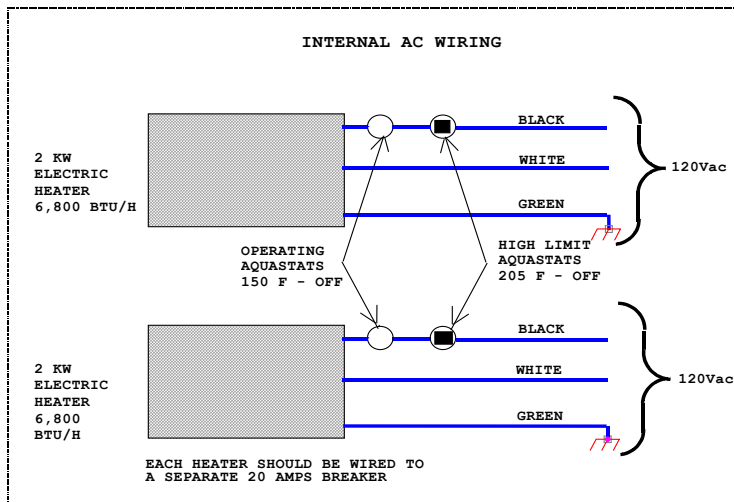 INTERNAL AC WIRING
2 KW
ELECTRIC
HEATER
6,800 BTU/H
BLACK
WHITE
GREEN
120Vac
OPERATING
AQUASTATS
150 F - OFF
HIGH LIMIT
AQUASTATS
205 F - OFF
2 KW
ELECTRIC
HEATER
6,800
BTU/H
BLACK
WHITE
GREEN
120Vac
EACH HEATER SHOULD BE WIRED TO
A SEPARATE 20 AMPS BREAKER